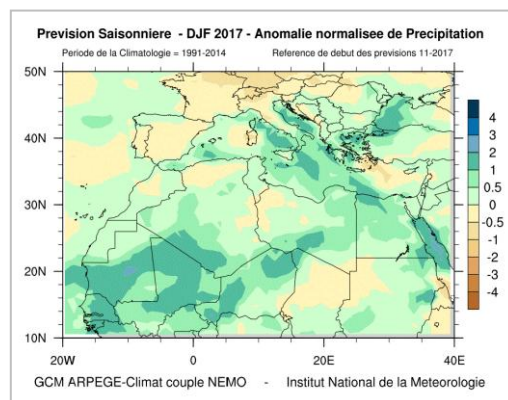 Prevision Saisonniere - DJF 2017 - Anomalie normalisee de Precipitation
Periode de la Climatologie = 1991-2014 Reference de debut des previsions 11-2017
50N
40N
30N
20N
10N
20W 0 20E 40E
4
3
2
1
0.5
0
-0.5
-1
-2
-3
-4
GCM ARPEGE-Climat couple NEMO - Institut National de la Meteorologie